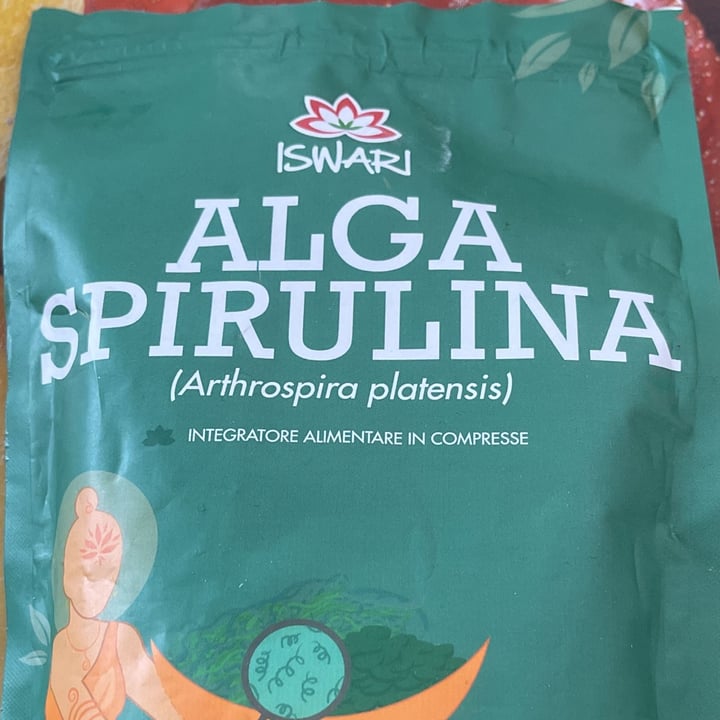 ISWARI
ALGA
SPIRULINA
(Arthrospira platensis)
INTEGRATORE ALIMENTARE IN COMPRESSE